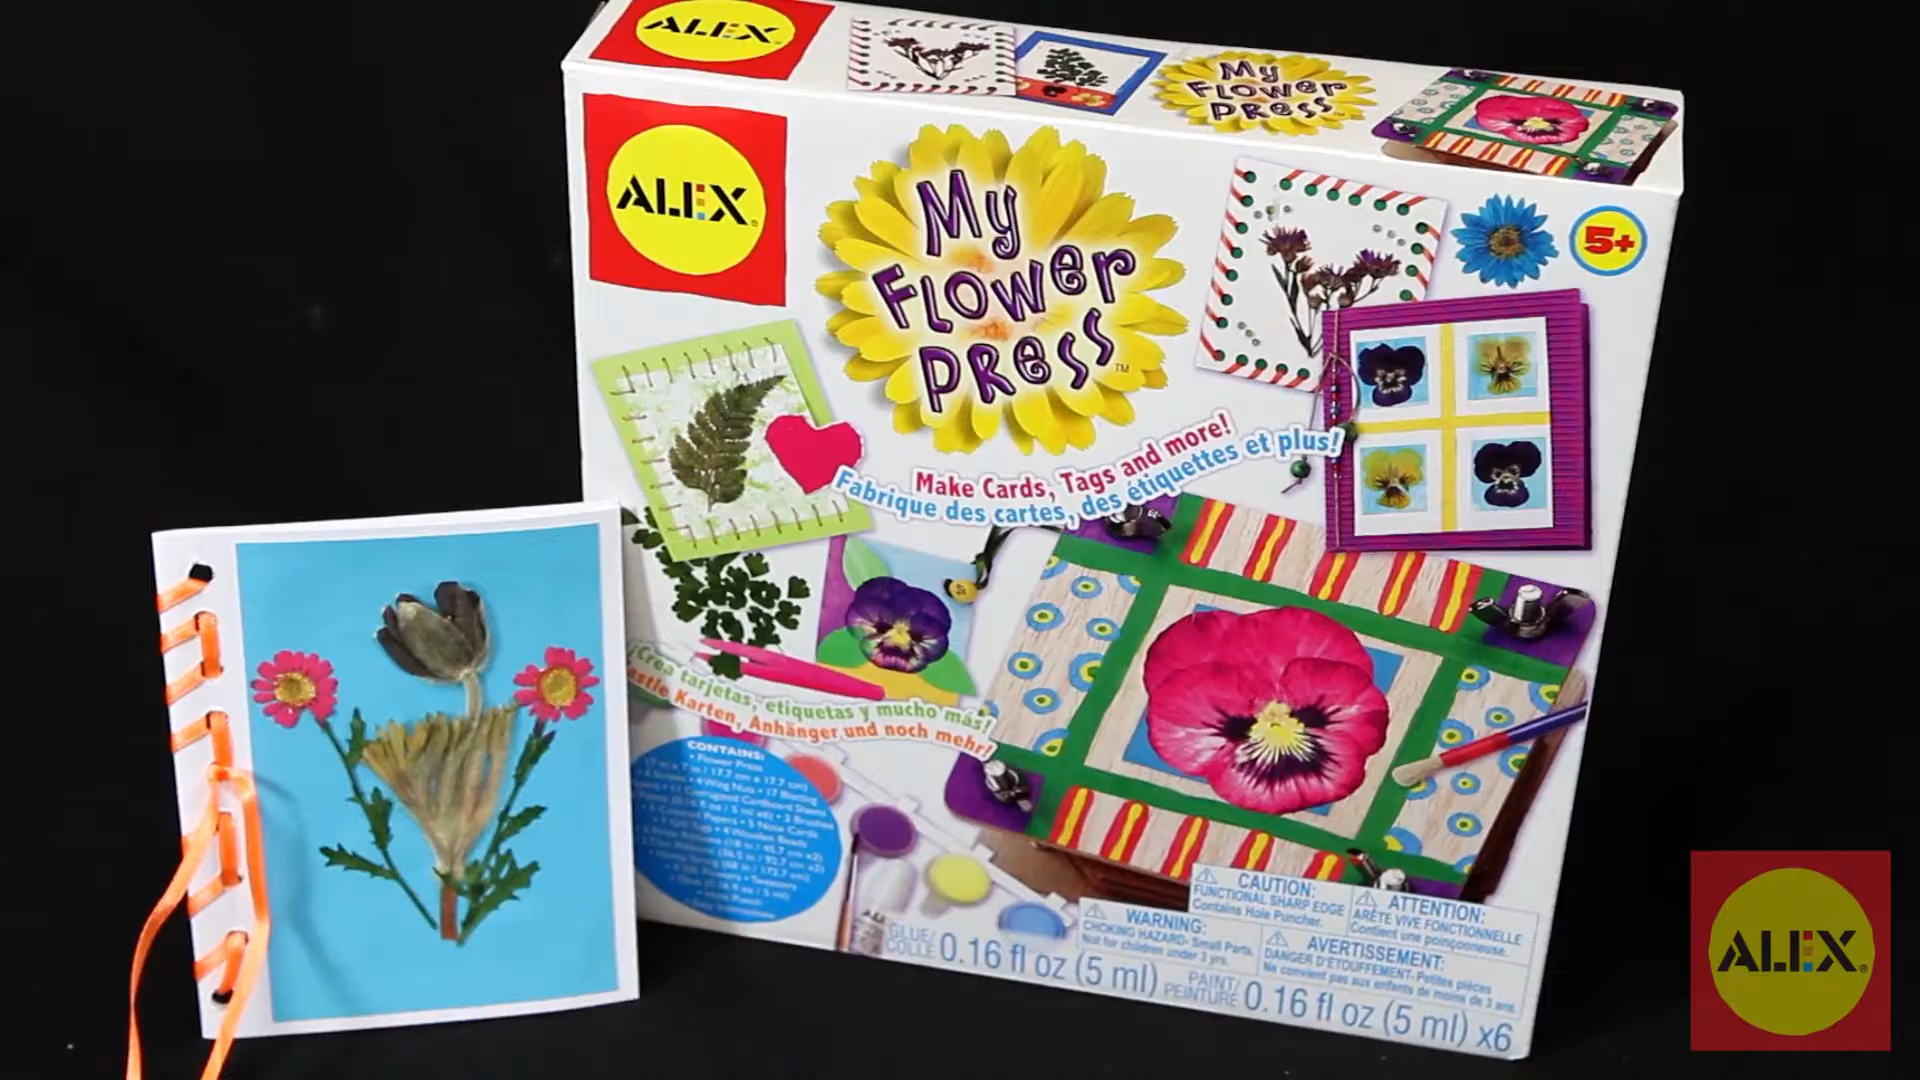 ALEX
My
FLOWER
PRESS
ALEX
My
FLOWER
PRESS™
5+
Make Cards, Tags and more!
Fabrique des cartes, des étiquettes et plus!
¡Crea tarjetas, etiquetas y mucho más!
Karten, Anhänger und noch mehr!
CONTAINS:
• Flower Press
CAUTION:
FUNCTIONAL SHARP EDGE
Contains Hole Puncher.
ATTENTION:
ARÊTE VIVE FONCTIONNELLE
Contient une poinçonneuse.
WARNING:
CHOKING HAZARD- Small Parts.
Not for children under 3 yrs.
AVERTISSEMENT:
DANGER D'ÉTOUFFEMENT- Petites pièces
Ne convient pas aux enfants de moins de 3 ans.
GLUE/
COLLE 0.16 fl oz (5 ml)
PAINT/
PEINTURE 0.16 fl oz (5 ml) x6
ALEX®